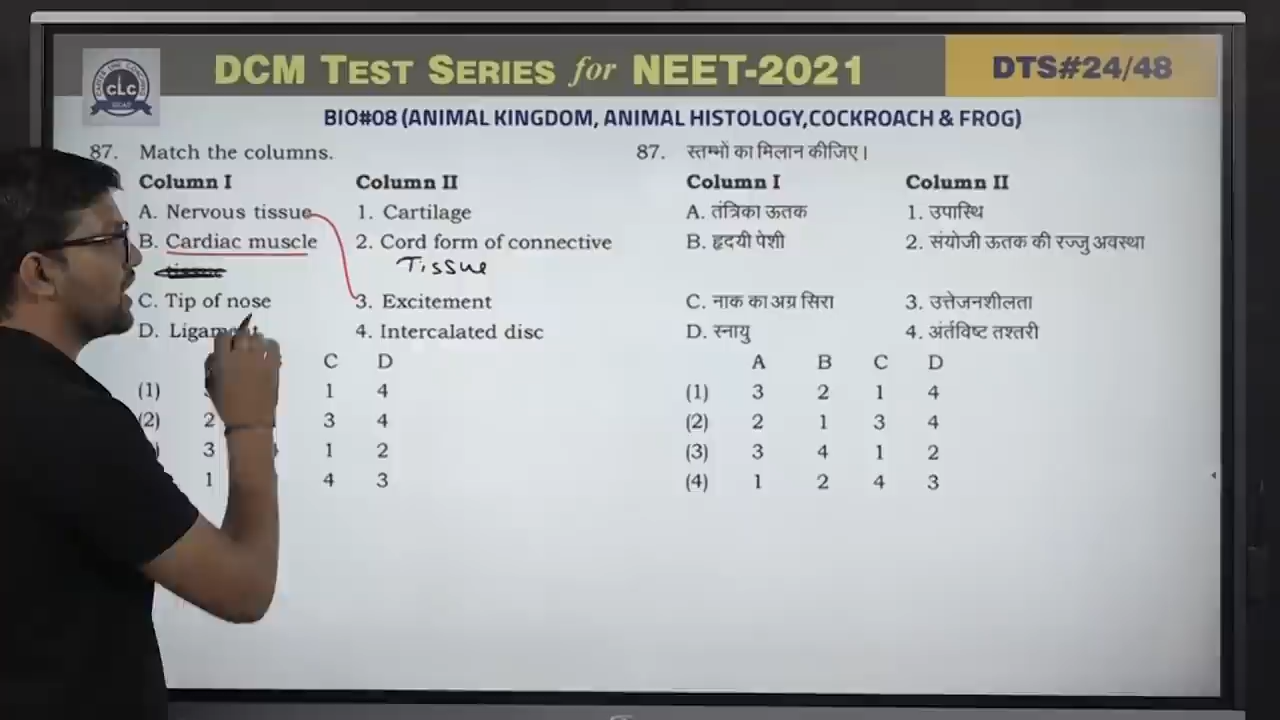 DCM TEST SERIES for NEET-2021
DTS#24/48
CLC
BIO#08 (ANIMAL KINGDOM, ANIMAL HISTOLOGY,COCKROACH & FROG)
87. Match the columns.
Column I Column II
A. Nervous tissue 1. Cartilage
B. Cardiac muscle 2. Cord form of connective
Tissue
C. Tip of nose 3. Excitement
D. 4. Intercalated disc
C D
(1) 1 4
(2) 2 3 4
3 1 2
1 4 3
87. स्तम्भों का मिलान कीजिए।
Column I Column II
A. तंत्रिका ऊतक 1. उपास्थि
B. हृदयी पेशी 2. संयोजी ऊतक की रज्जु अवस्था
C. नाक का अग्र सिरा 3. उत्तेजनशीलता
D. स्नायु 4. अंर्तविष्ट तश्तरी
A B C D
(1) 3 2 1 4
(2) 2 1 3 4
(3) 3 4 1 2
(4) 1 2 4 3